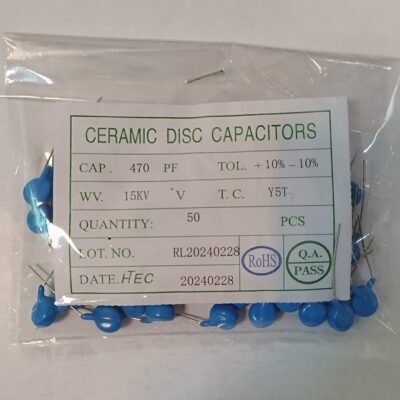 CERAMIC DISC CAPACITORS
CAP. 470 PF TOL. +10%-10%
WV. 15KV V T. C. Y5T
QUANTITY: 50 PCS
LOT. NO. RL20240228 RoHS Q.A. PASS
DATE. HTEC 20240228